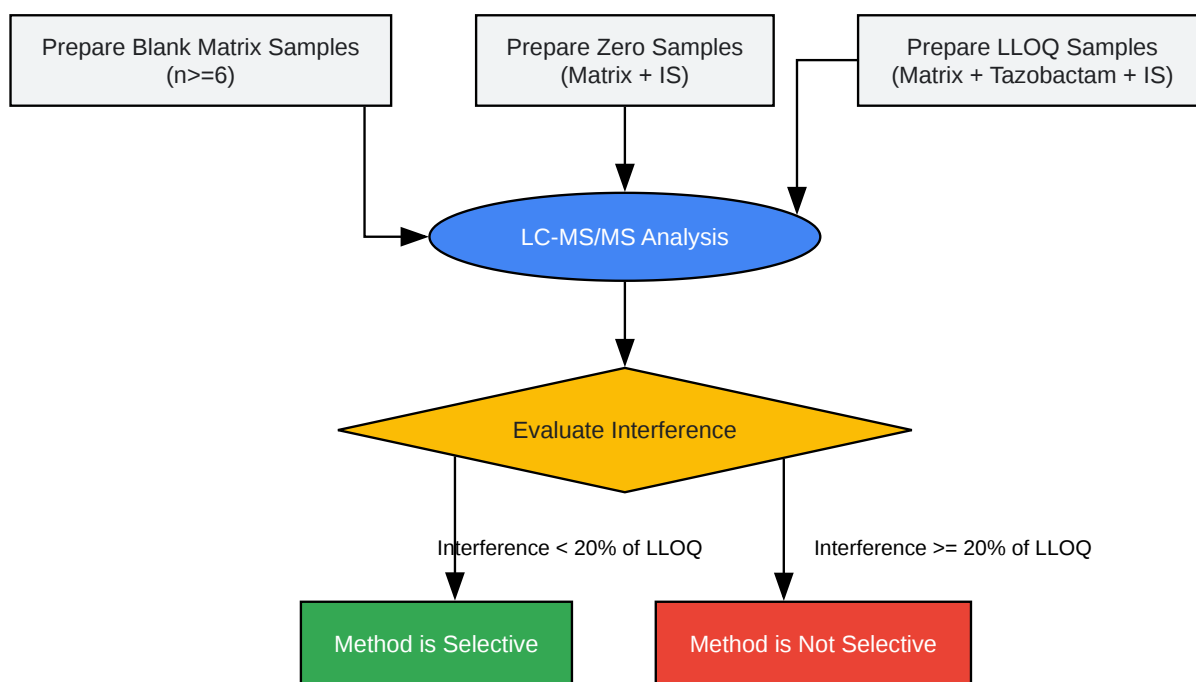 Prepare Blank Matrix Samples
(n>=6)
Prepare Zero Samples
(Matrix + IS)
Prepare LLOQ Samples
(Matrix + Tazobactam + IS)
LC-MS/MS Analysis
Evaluate Interference
Interference < 20% of LLOQ
Interference >= 20% of LLOQ
Method is Selective
Method is Not Selective